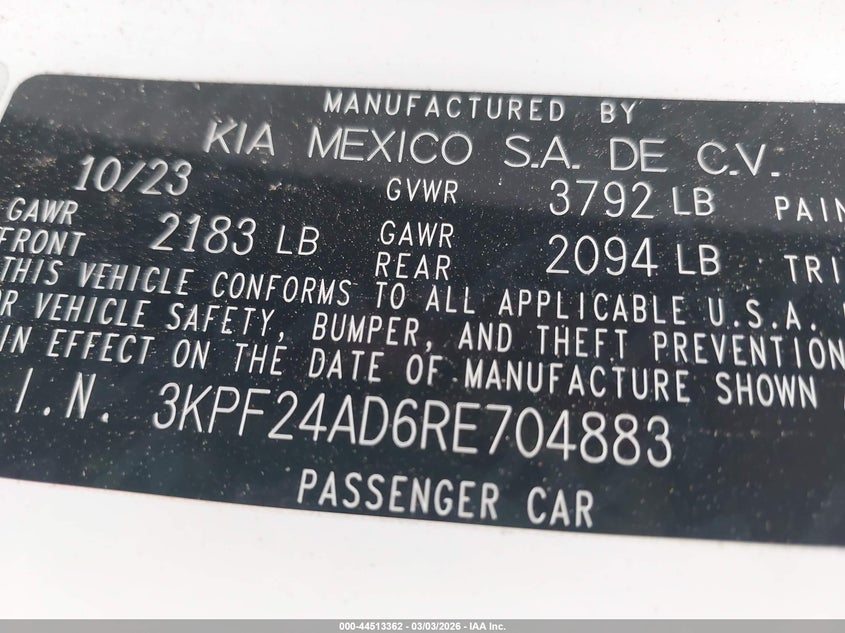 MANUFACTURED BY
KIA MEXICO S.A. DE C.V.
10/23 GVWR 3792 LB PAIN
GAWR FRONT 2183 LB GAWR REAR 2094 LB TRI
THIS VEHICLE CONFORMS TO ALL APPLICABLE U.S.A.
R VEHICLE SAFETY, BUMPER, AND THEFT PREVENTION
IN EFFECT ON THE DATE OF MANUFACTURE SHOWN
I.N. 3KPF24AD6RE704883
PASSENGER CAR
000-44513362 - 03/03/2026 - IAA Inc.